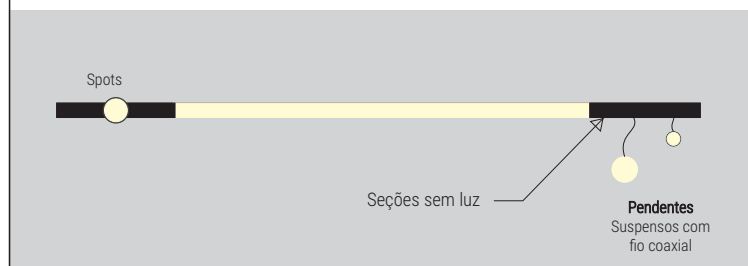 Spots
Seções sem luz
Pendentes
Suspensos com
fio coaxial